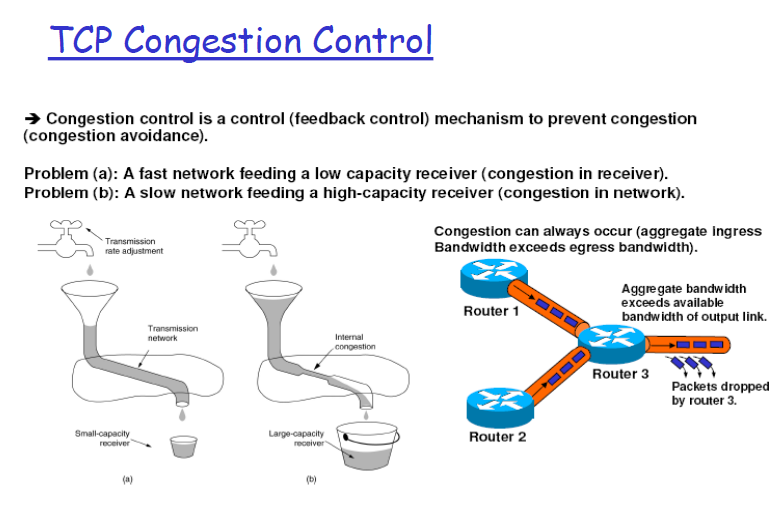 TCP Congestion Control
➔ Congestion control is a control (feedback control) mechanism to prevent congestion
(congestion avoidance).
Problem (a): A fast network feeding a low capacity receiver (congestion in receiver).
Problem (b): A slow network feeding a high-capacity receiver (congestion in network).
Transmission
rate adjustment
Transmission
network
Small-capacity
receiver
(a)
Internal
congestion
Large-capacity
receiver
(b)
Congestion can always occur (aggregate ingress
Bandwidth exceeds egress bandwidth).
Router 1
Aggregate bandwidth
exceeds available
bandwidth of output link.
Router 3
Packets dropped
by router 3.
Router 2